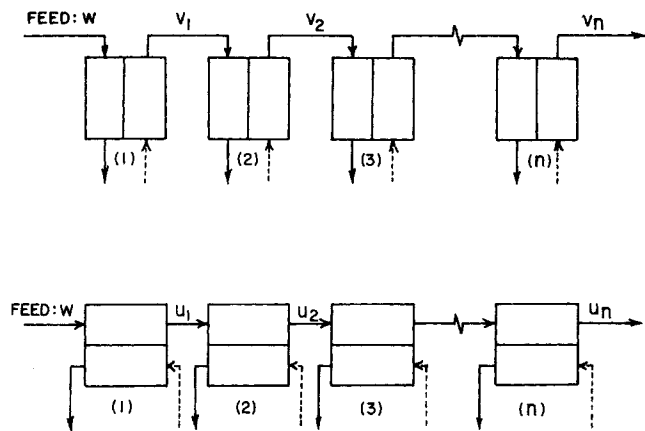 FEED: W V1 V2 Vn
(1) (2) (3) (n)
FEED: W u1 u2 un
(1) (2) (3) (n)